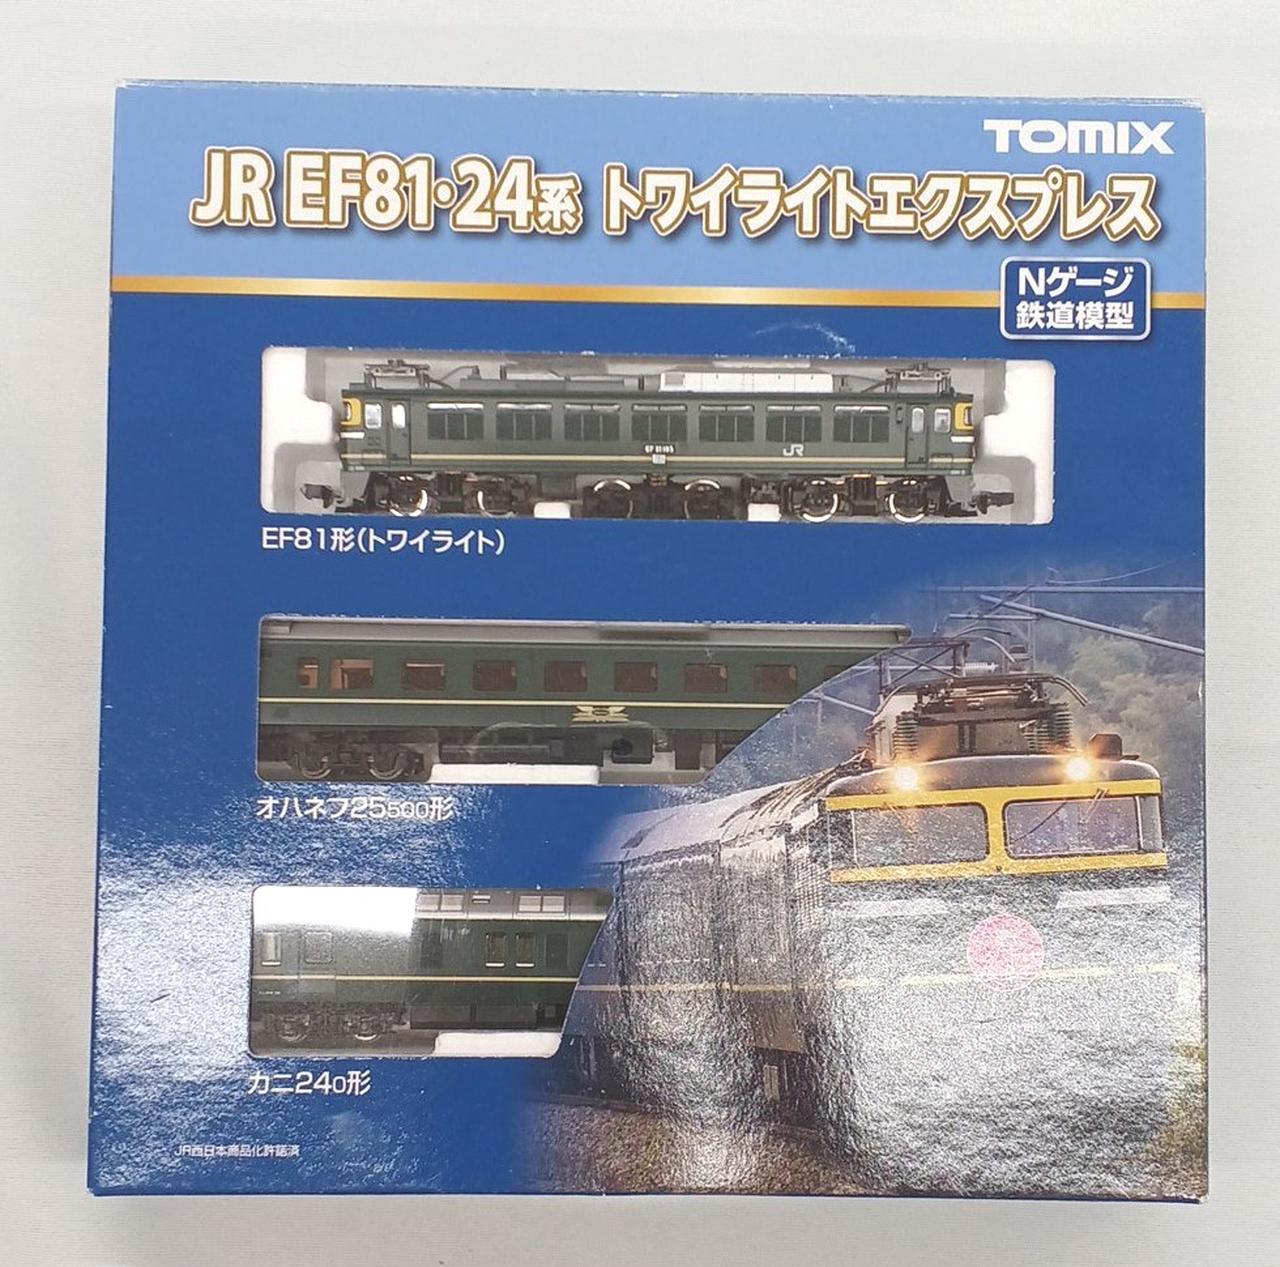 TOMIX
JR EF81・24系 トワイライトエクスプレス
Nゲージ
鉄道模型
JR
EF81形(トワイライト)
オハネフ25500形
カニ240形
JR西日本商品化許諾済